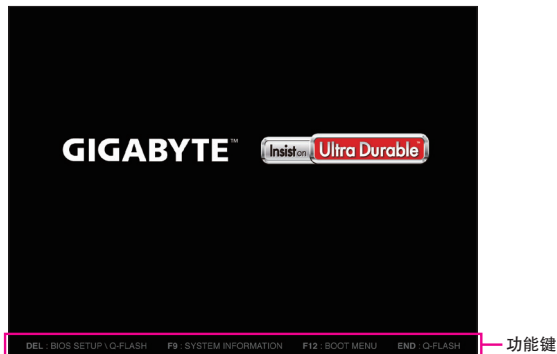 GIGABYTE™
Insist on Ultra Durable™
DEL : BIOS SETUP \ Q-FLASH F9 : SYSTEM INFORMATION F12 : BOOT MENU END : Q-FLASH
功能键